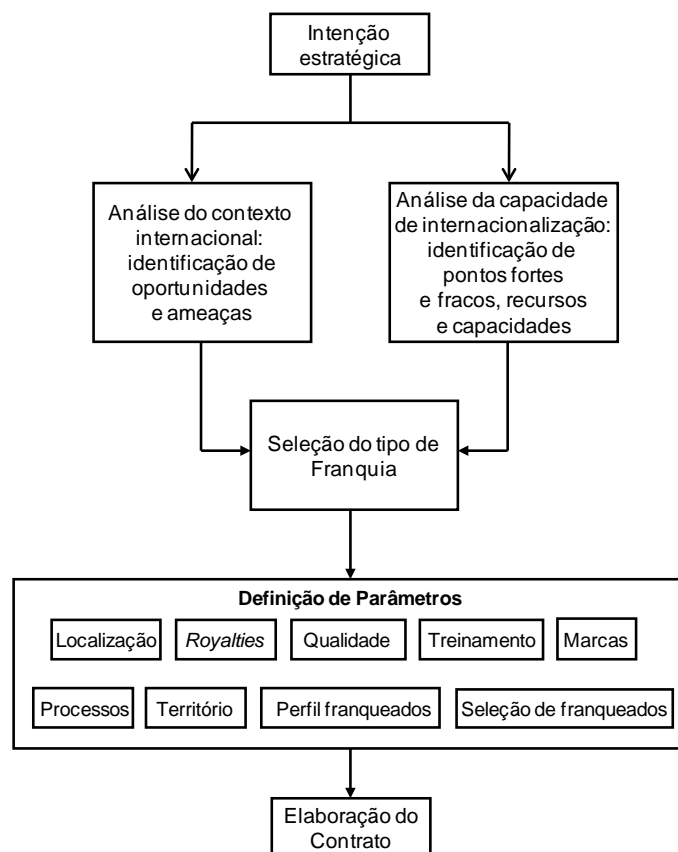 Intenção
estratégica
Análise do contexto
internacional:
identificação de
oportunidades
e ameaças
Análise da capacidade
de internacionalização:
identificação de
pontos fortes
e fracos, recursos
e capacidades
Seleção do tipo de
Franquia
Definição de Parâmetros
Localização
Royalties
Qualidade
Treinamento
Marcas
Processos
Território
Perfil franqueados
Seleção de franqueados
Elaboração do
Contrato